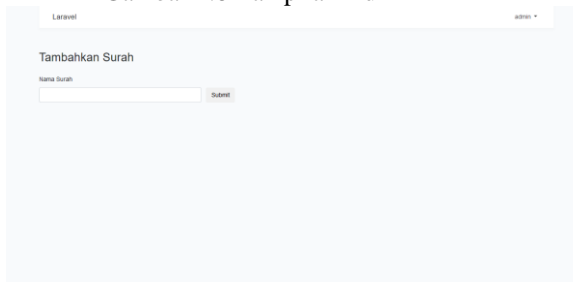 Laravel
admin
Tambahkan Surah
Nama Surah
Submit